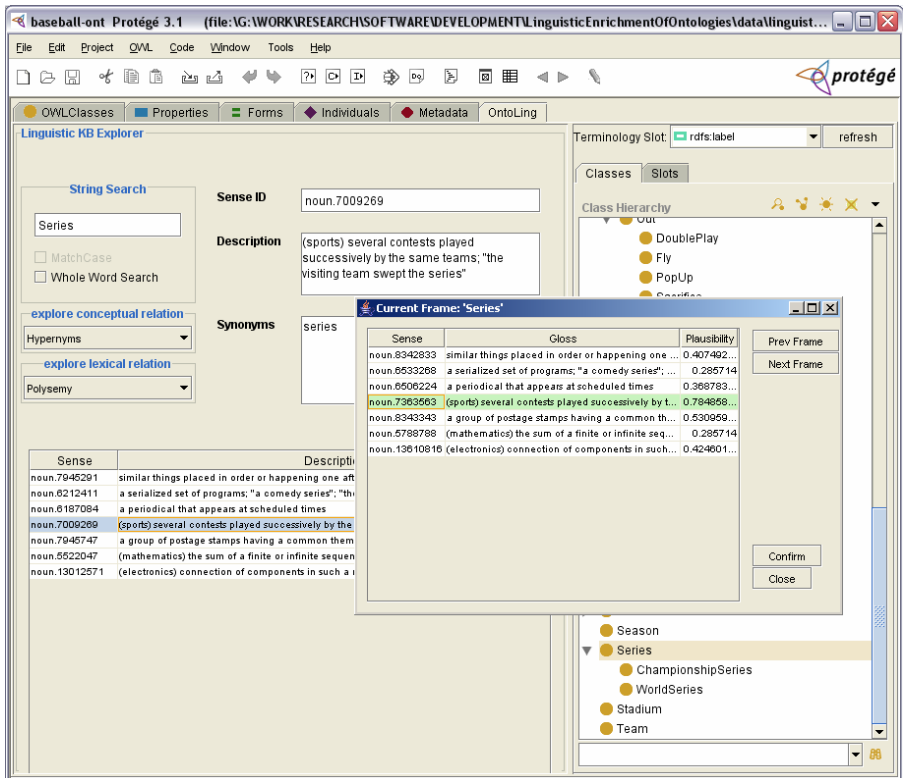 baseball-ont Protégé 3.1 (file:\G:\WORK\RESEARCH\SOFTWARE\DEVELOPMENT\LinguisticEnrichmentOfOntologies\data\linguist...
File Edit Project OWL Code Window Tools Help
protégé
OWLClasses Properties Forms Individuals Metadata OntoLing
Linguistic KB Explorer
Terminology Slot: rdfs:label refresh
Classes Slots
String Search
Series
MatchCase
Whole Word Search
Sense ID noun.7009269
Description (sports) several contests played
successively by the same teams; "the
visiting team swept the series"
Class Hierarchy
Out
DoublePlay
Fly
PopUp
Sacrifice
explore conceptual relation
Hypernyms
explore lexical relation
Polysemy
Synonyms series
Current Frame: 'Series'
Sense Gloss Plausibility
noun.8342833 similar things placed in order or happening one ... 0.407492...
noun.6533268 a serialized set of programs; "a comedy series"; ... 0.285714
noun.6506224 a periodical that appears at scheduled times 0.368783...
noun.7363563 (sports) several contests played successively by t... 0.784858...
noun.8343343 a group of postage stamps having a common th... 0.530959...
noun.5788788 (mathematics) the sum of a finite or infinite seq... 0.285714
noun.13610816 (electronics) connection of components in such... 0.424601...
Prev Frame
Next Frame
Confirm
Close
Sense Descripti
noun.7945291 similar things placed in order or happening one aft
noun.6212411 a serialized set of programs; "a comedy series"; "the
noun.6187084 a periodical that appears at scheduled times
noun.7009269 (sports) several contests played successively by the
noun.7945747 a group of postage stamps having a common them
noun.5522047 (mathematics) the sum of a finite or infinite sequen
noun.13012571 (electronics) connection of components in such a
Season
Series
ChampionshipSeries
WorldSeries
Stadium
Team